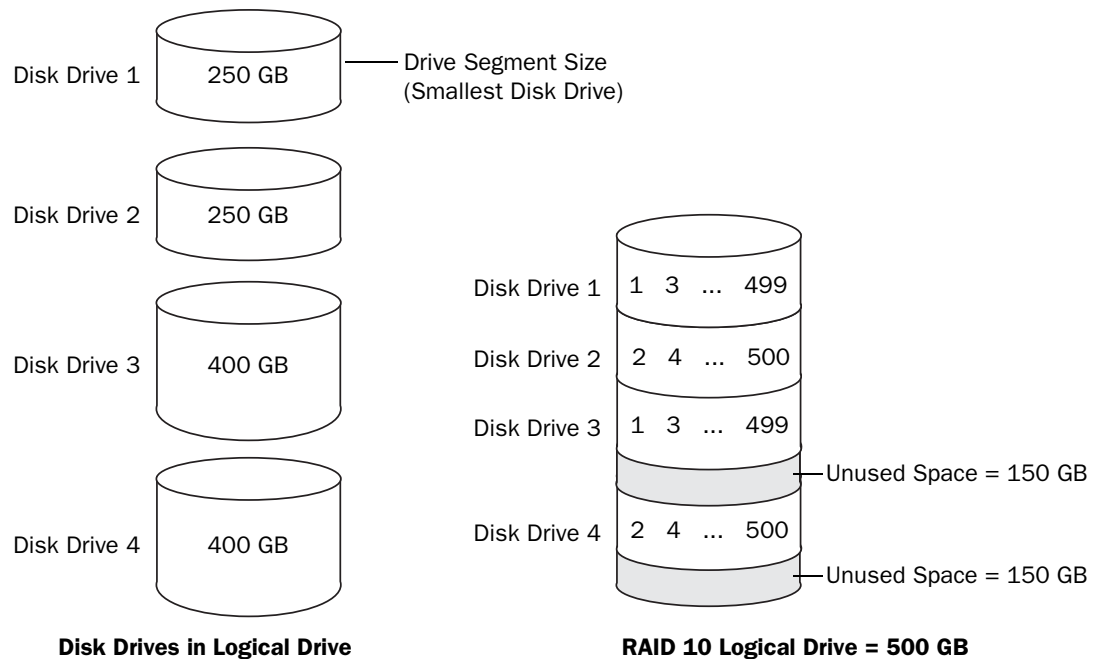 Disk Drive 1
250 GB
Drive Segment Size
(Smallest Disk Drive)
Disk Drive 2
250 GB
Disk Drive 3
400 GB
Disk Drive 4
400 GB
Disk Drives in Logical Drive
Disk Drive 1
1 3 ... 499
Disk Drive 2
2 4 ... 500
Disk Drive 3
1 3 ... 499
Unused Space = 150 GB
Disk Drive 4
2 4 ... 500
Unused Space = 150 GB
RAID 10 Logical Drive = 500 GB